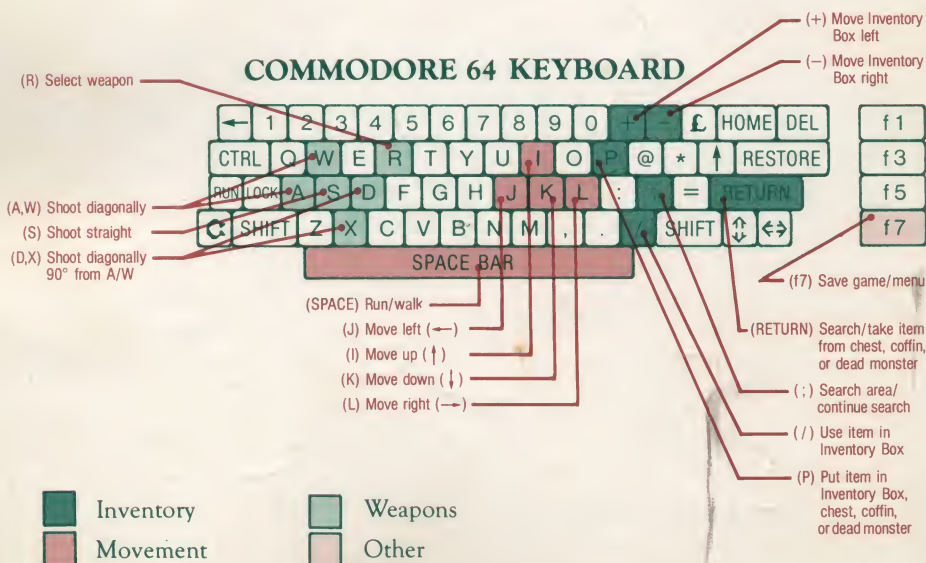 COMMODORE 64 KEYBOARD
(+) Move Inventory
Box left
(−) Move Inventory
Box right
(R) Select weapon
← 1 2 3 4 5 6 7 8 9 0 + - £ HOME DEL
f1
CTRL Q W E R T Y U I O P @ * ↑ RESTORE
f3
RUN LOCK A S D F G H J K L : = RETURN
f5
C SHIFT Z X C V B N M , . / SHIFT ⇕ ⇔
f7
SPACE BAR
(A,W) Shoot diagonally
(S) Shoot straight
(D,X) Shoot diagonally
90° from A/W
(SPACE) Run/walk
(J) Move left (←)
(I) Move up (↑)
(K) Move down (↓)
(L) Move right (→)
(f7) Save game/menu
(RETURN) Search/take item
from chest, coffin,
or dead monster
(;) Search area/
continue search
(/) Use item in
Inventory Box
(P) Put item in
Inventory Box,
chest, coffin,
or dead monster
Inventory
Weapons
Movement
Other